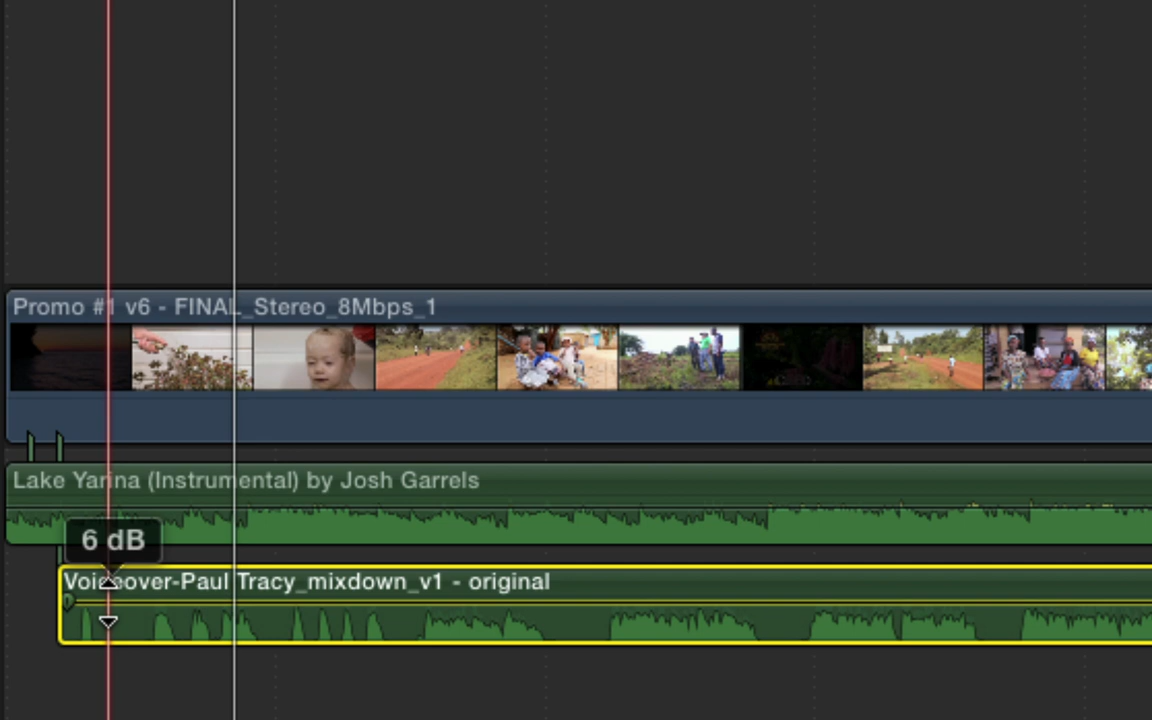 Promo #1 v6 - FINAL_Stereo_8Mbps_1
Lake Yarina (Instrumental) by Josh Garrels
6 dB
Voiceover-Paul Tracy_mixdown_v1 - original